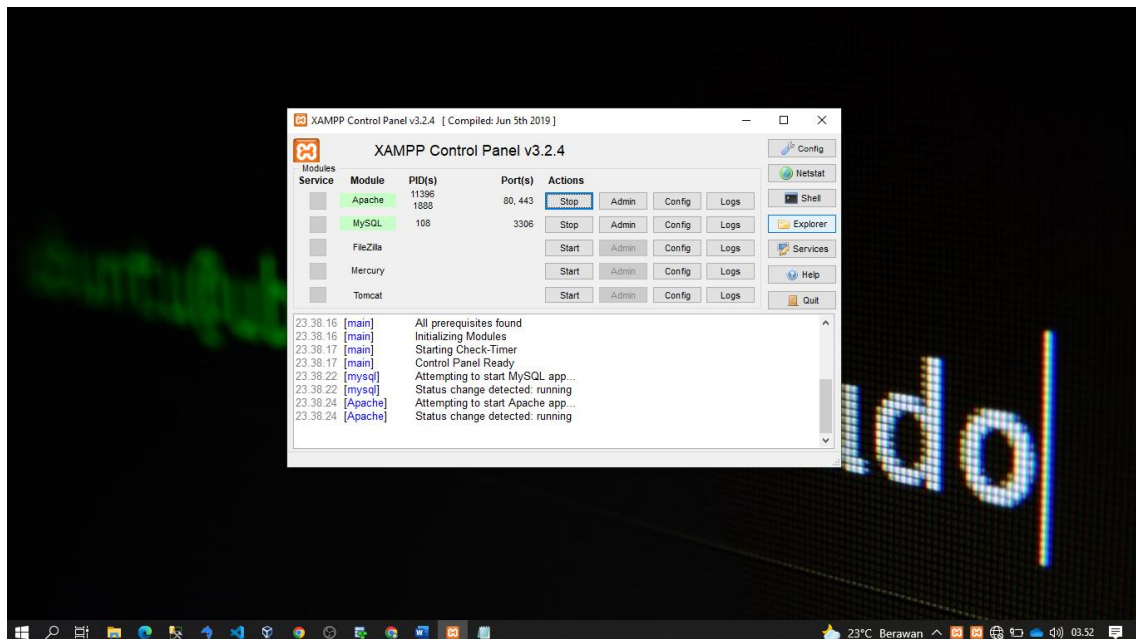 XAMPP Control Panel v3.2.4 [ Compiled: Jun 5th 2019 ]
XAMPP Control Panel v3.2.4
Config
Modules
Service Module PID(s) Port(s) Actions
Netstat
Apache 11396 1888 80, 443 Stop Admin Config Logs
Shell
MySQL 108 3306 Stop Admin Config Logs
Explorer
FileZilla Start Admin Config Logs
Services
Mercury Start Admin Config Logs
Help
Tomcat Start Admin Config Logs
Quit
23.38.16 [main] All prerequisites found
23.38.16 [main] Initializing Modules
23.38.17 [main] Starting Check-Timer
23.38.17 [main] Control Panel Ready
23.38.22 [mysql] Attempting to start MySQL app...
23.38.22 [mysql] Status change detected: running
23.38.24 [Apache] Attempting to start Apache app...
23.38.24 [Apache] Status change detected: running
23°C Berawan 03.52